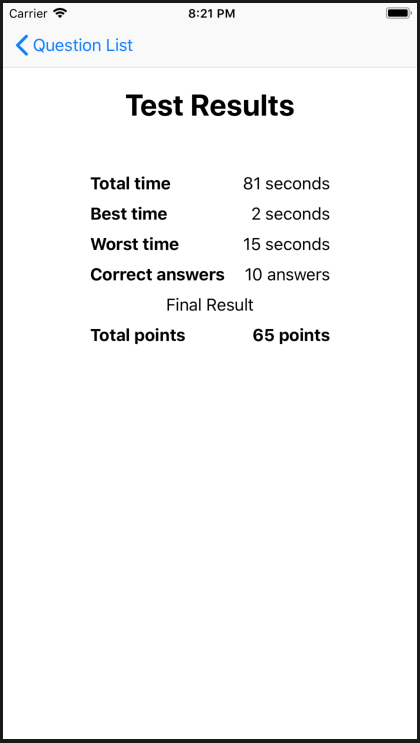 Carrier 8:21 PM
Question List
Test Results
Total time 81 seconds
Best time 2 seconds
Worst time 15 seconds
Correct answers 10 answers
Final Result
Total points 65 points